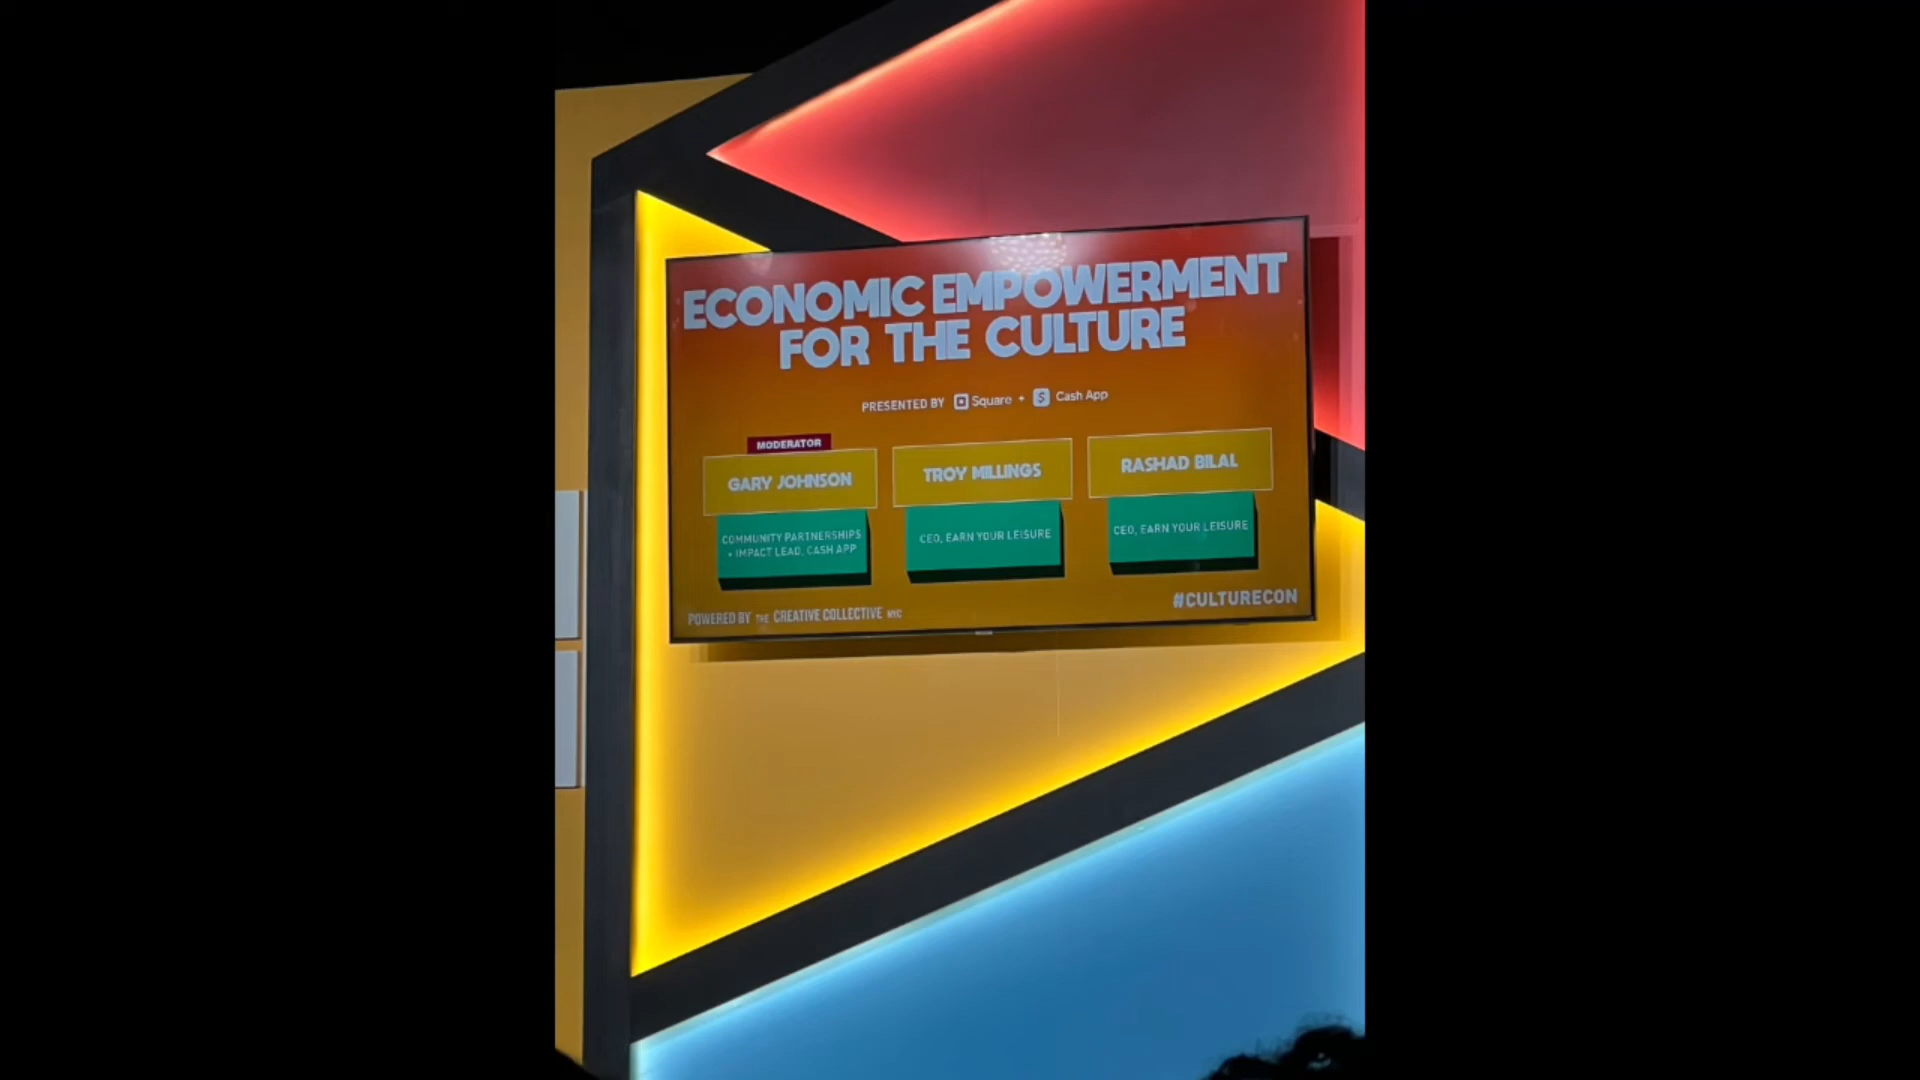 ECONOMIC EMPOWERMENT
FOR THE CULTURE
PRESENTED BY Square + Cash App
MODERATOR
GARY JOHNSON
COMMUNITY PARTNERSHIPS
+ IMPACT LEAD, CASH APP
TROY MILLINGS
CEO, EARN YOUR LEISURE
RASHAD BILAL
CEO, EARN YOUR LEISURE
POWERED BY THE CREATIVE COLLECTIVE NYC
#CULTURECON